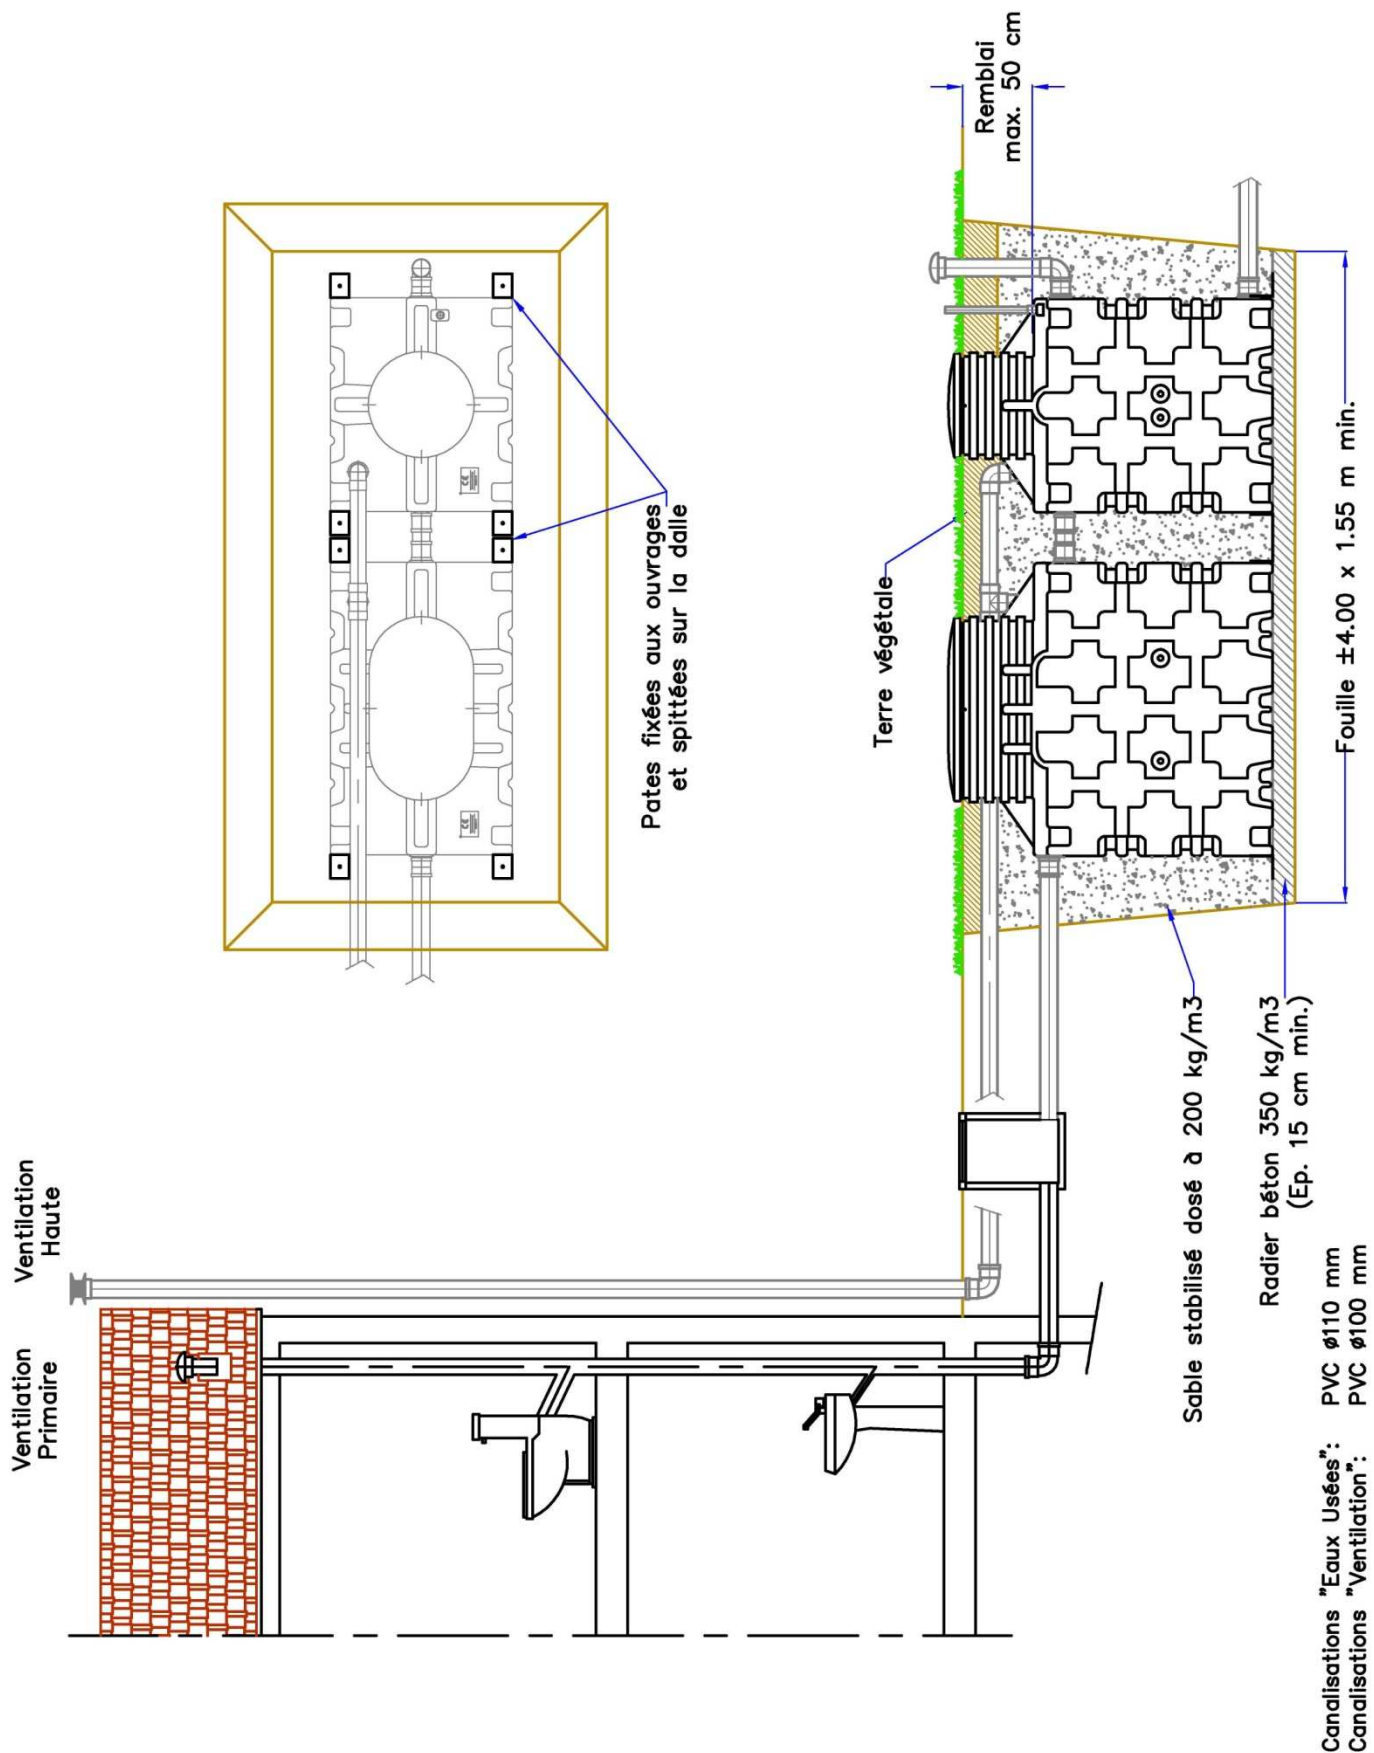 Ventilation
Primaire
Ventilation
Haute
Pates fixées aux ouvrages
et spittées sur la dalle
Remblai
max. 50 cm
Terre végétale
Sable stabilisé dosé à 200 kg/m3
Radier béton 350 kg/m3
(Ep. 15 cm min.)
Fouille ±4.00 x 1.55 m min.
Canalisations "Eaux Usées": PVC ø110 mm
Canalisations "Ventilation": PVC ø100 mm